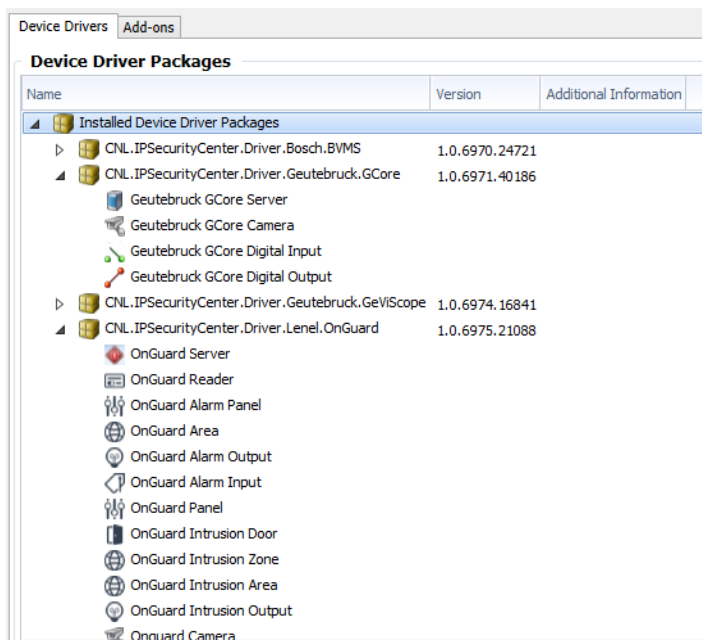 Device Drivers Add-ons
Device Driver Packages
Name Version Additional Information
Installed Device Driver Packages
CNL.IPSecurityCenter.Driver.Bosch.BVMS 1.0.6970.24721
CNL.IPSecurityCenter.Driver.Geutebruck.GCore 1.0.6971.40186
Geutebruck GCore Server
Geutebruck GCore Camera
Geutebruck GCore Digital Input
Geutebruck GCore Digital Output
CNL.IPSecurityCenter.Driver.Geutebruck.GeViScope 1.0.6974.16841
CNL.IPSecurityCenter.Driver.Lenel.OnGuard 1.0.6975.21088
OnGuard Server
OnGuard Reader
OnGuard Alarm Panel
OnGuard Area
OnGuard Alarm Output
OnGuard Alarm Input
OnGuard Panel
OnGuard Intrusion Door
OnGuard Intrusion Zone
OnGuard Intrusion Area
OnGuard Intrusion Output
Onguard Camera